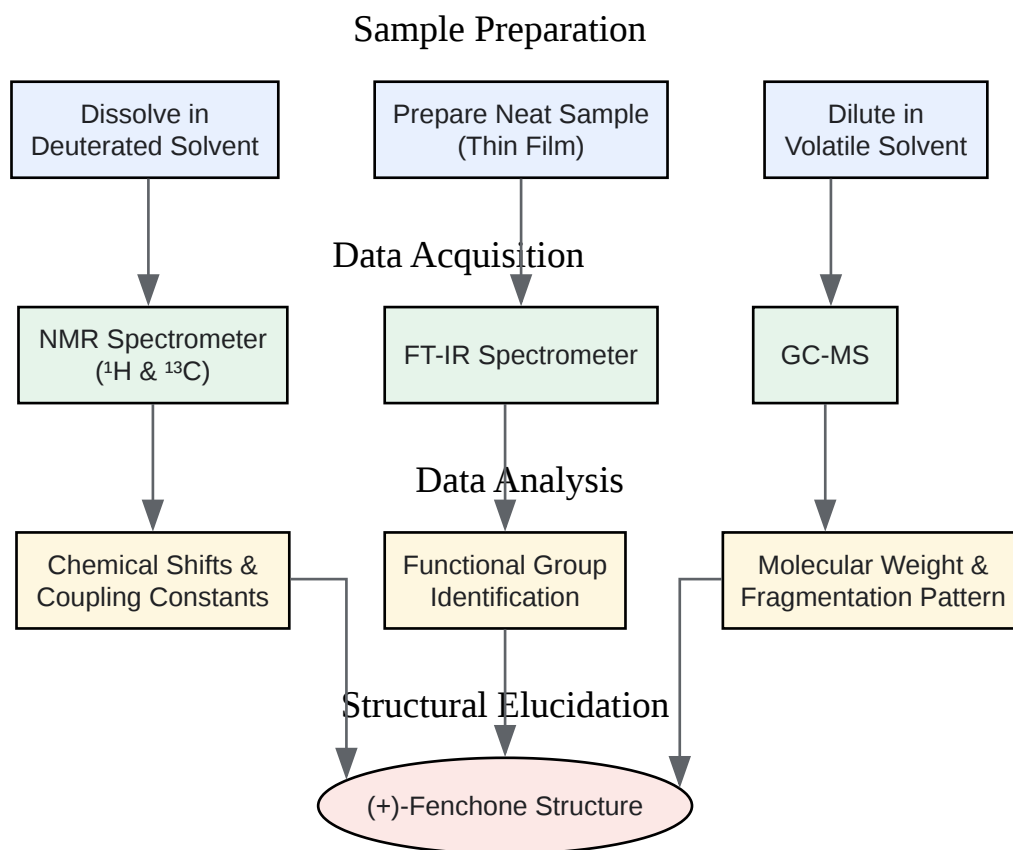 Sample Preparation
Dissolve in
Deuterated Solvent
Prepare Neat Sample
(Thin Film)
Dilute in
Volatile Solvent
Data Acquisition
NMR Spectrometer
(¹H & ¹³C)
FT-IR Spectrometer
GC-MS
Data Analysis
Chemical Shifts &
Coupling Constants
Functional Group
Identification
Molecular Weight &
Fragmentation Pattern
Structural Elucidation
(+)-Fenchone Structure